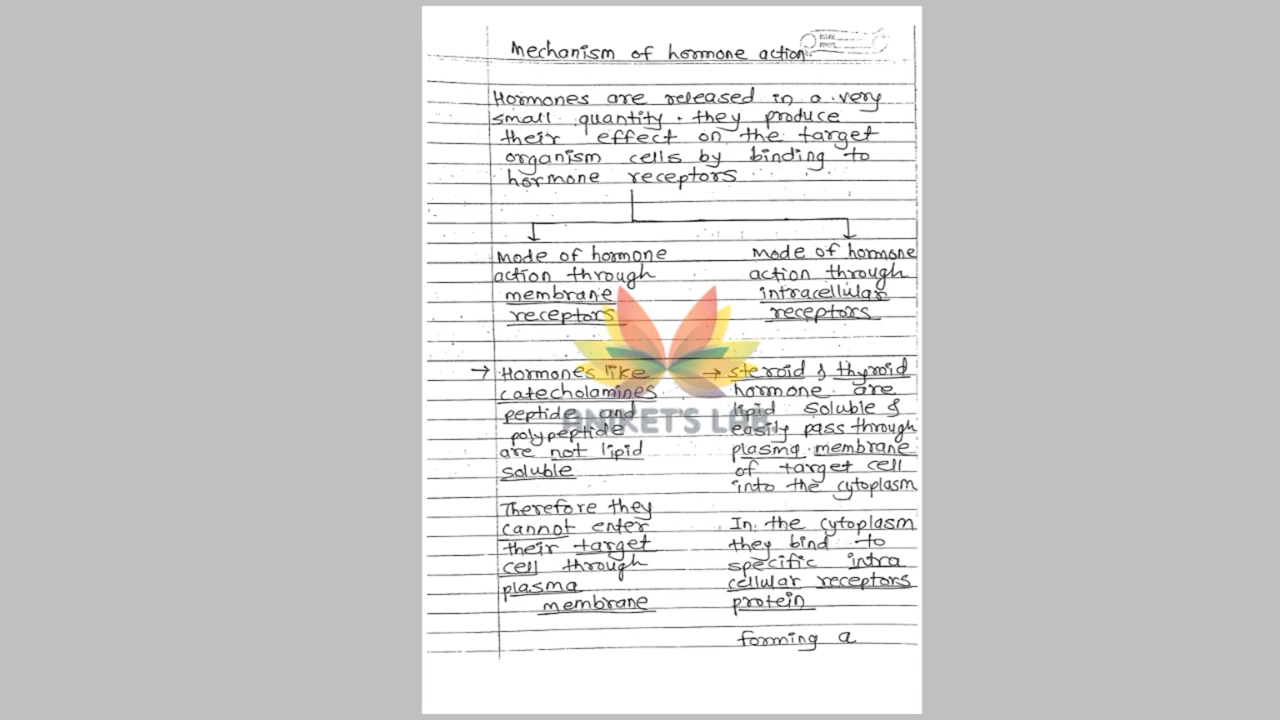 Mechanism of hormone action
Hormones are released in a very
small quantity. they produce
their effect on the target
organism cells by binding to
hormone receptors
Mode of hormone
action through
membrane
receptors
Mode of hormone
action through
intracellular
receptors
→ Hormones like
catecholamines
peptide and
polypeptide
are not lipid
soluble
Therefore they
cannot enter
their target
cell through
plasma
membrane
→ steroid & thyroid
hormone are
lipid soluble &
easily pass through
plasma membrane
of target cell
into the cytoplasm
In the cytoplasm
they bind to
specific intra
cellular receptors
protein
forming a
ANIKET'S LAB